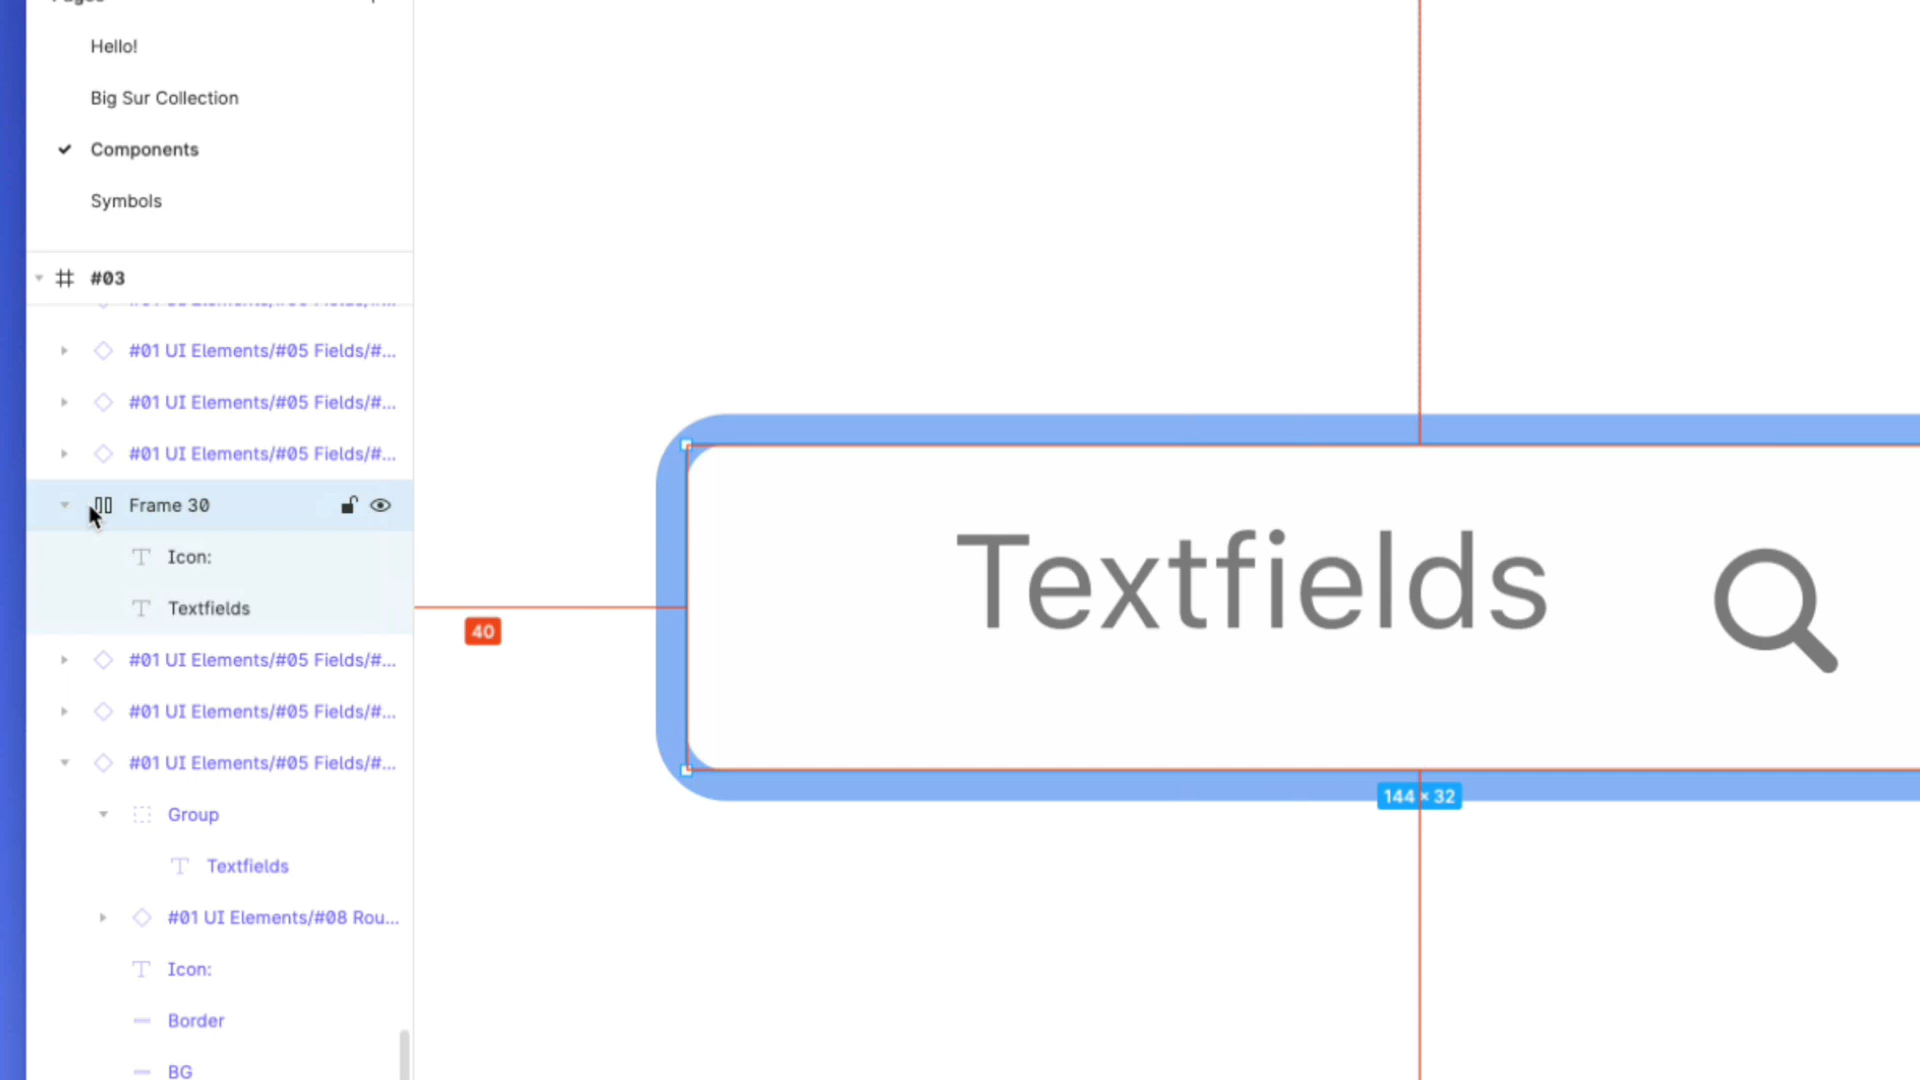 Pages
Hello!
Big Sur Collection
Components
Symbols
#03
#01 UI Elements/#05 Fields/#...
#01 UI Elements/#05 Fields/#...
#01 UI Elements/#05 Fields/#...
Frame 30
Icon:
Textfields
#01 UI Elements/#05 Fields/#...
#01 UI Elements/#05 Fields/#...
#01 UI Elements/#05 Fields/#...
Group
Textfields
#01 UI Elements/#08 Rou...
Icon:
Border
BG
40
Textfields
144 × 32